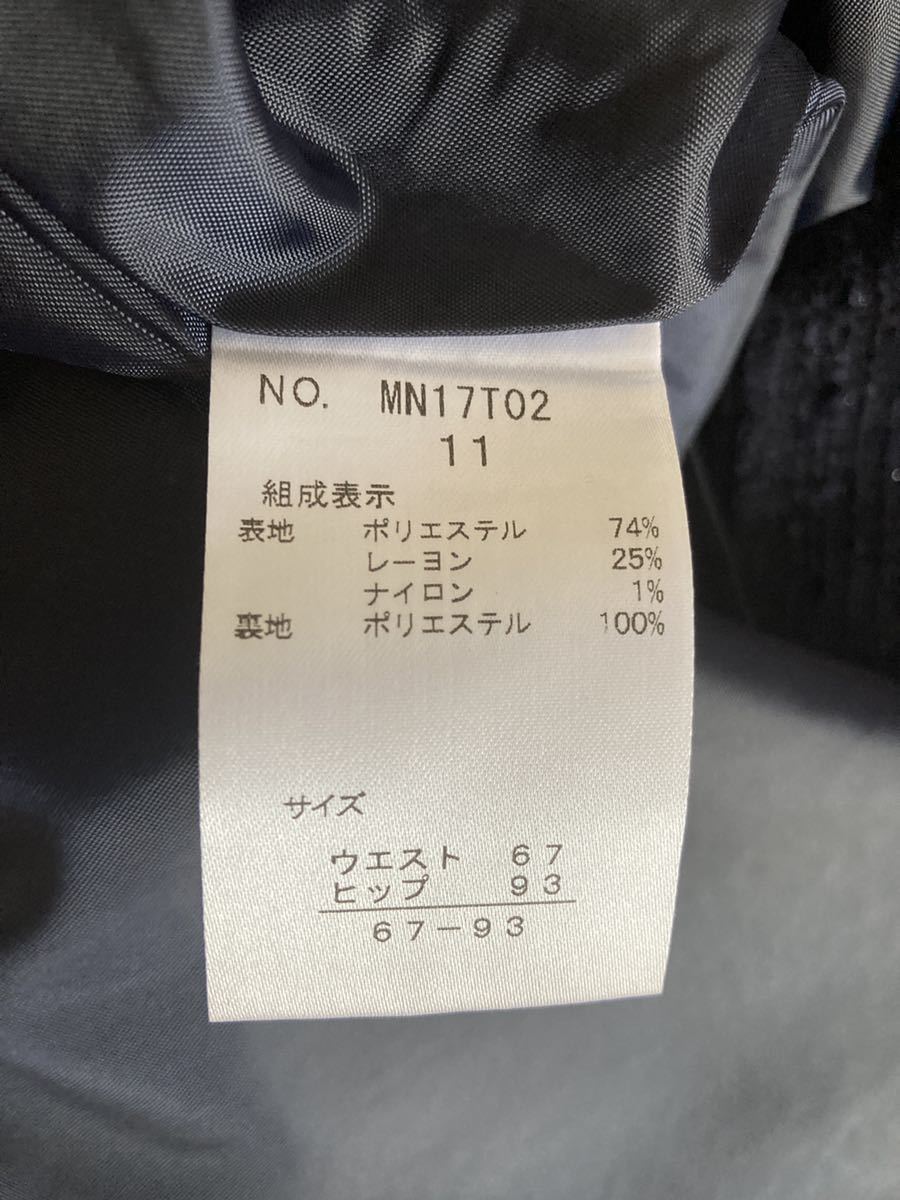 NO. MN17T02
11
組成表示
表地 ポリエステル 74%
レーヨン 25%
ナイロン 1%
裏地 ポリエステル 100%
サイズ
ウエスト 67
ヒップ 93
67-93